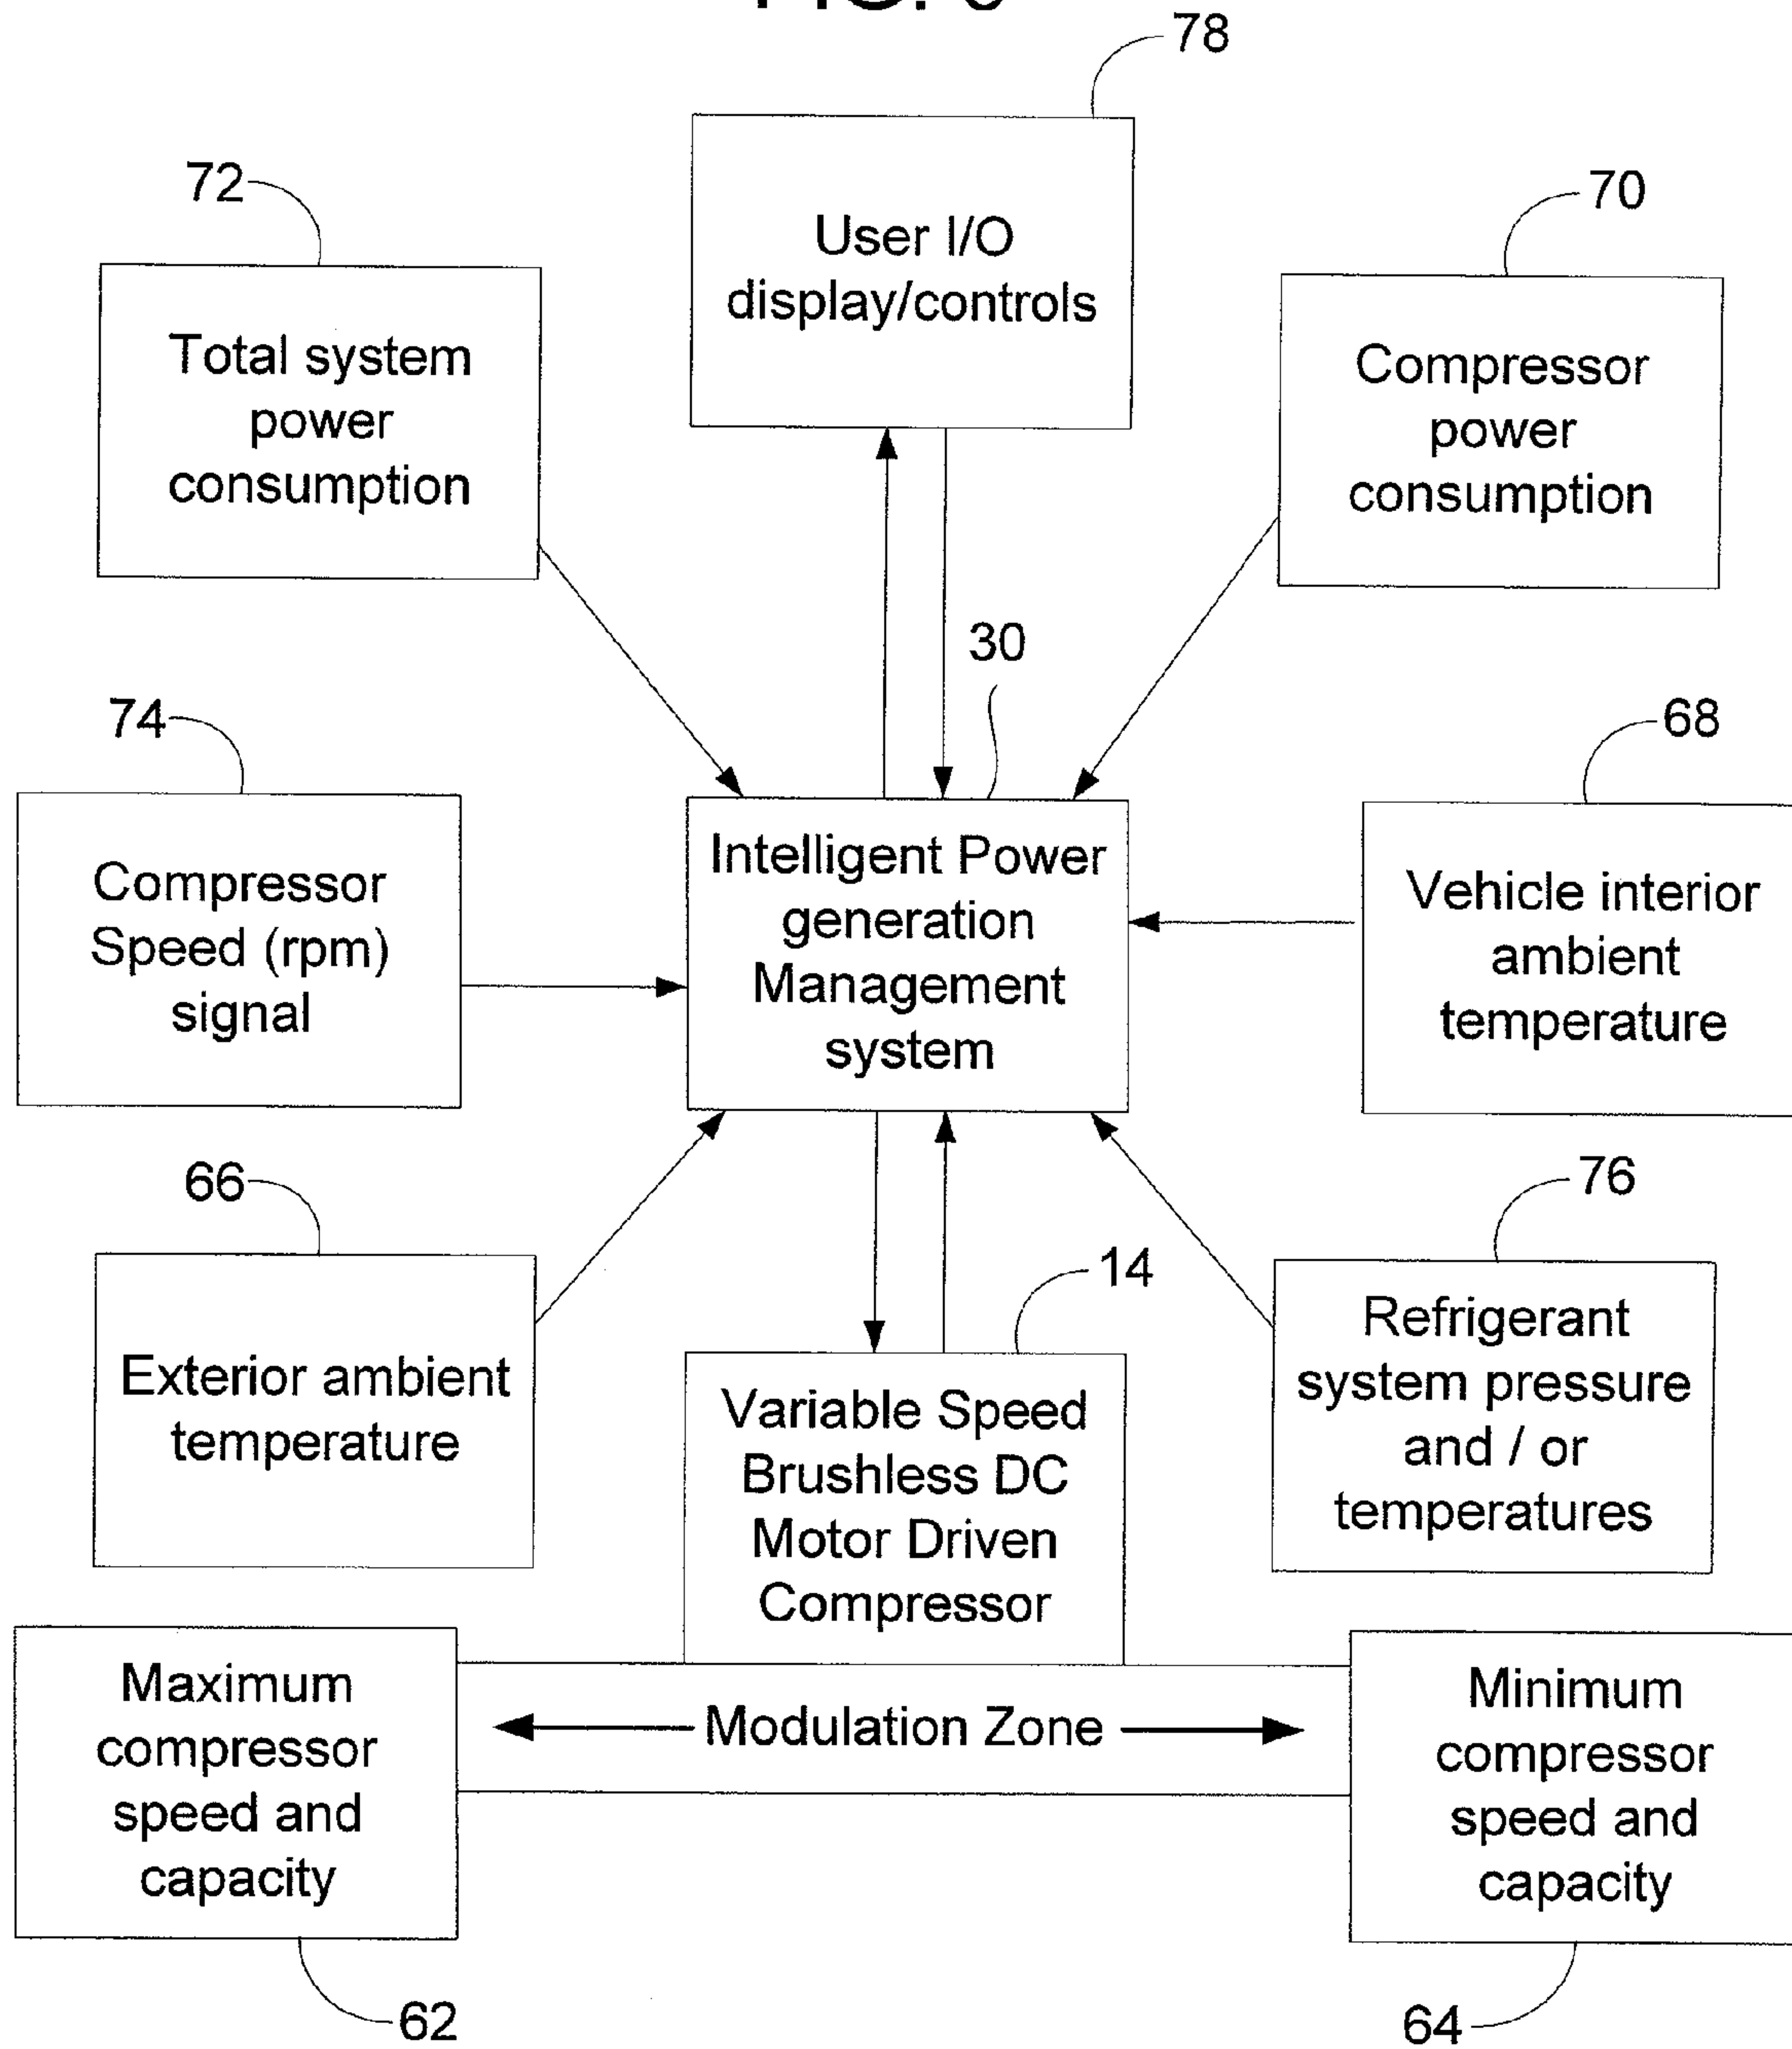 78
72
70
User I/O
display/controls
Total system
power
consumption
Compressor
power
consumption
30
74
68
Intelligent Power
generation
Management
system
Compressor
Speed (rpm)
signal
Vehicle interior
ambient
temperature
66
76
14
Exterior ambient
temperature
Variable Speed
Brushless DC
Motor Driven
Compressor
Refrigerant
system pressure
and / or
temperatures
Maximum
compressor
speed and
capacity
Modulation Zone
Minimum
compressor
speed and
capacity
62
64